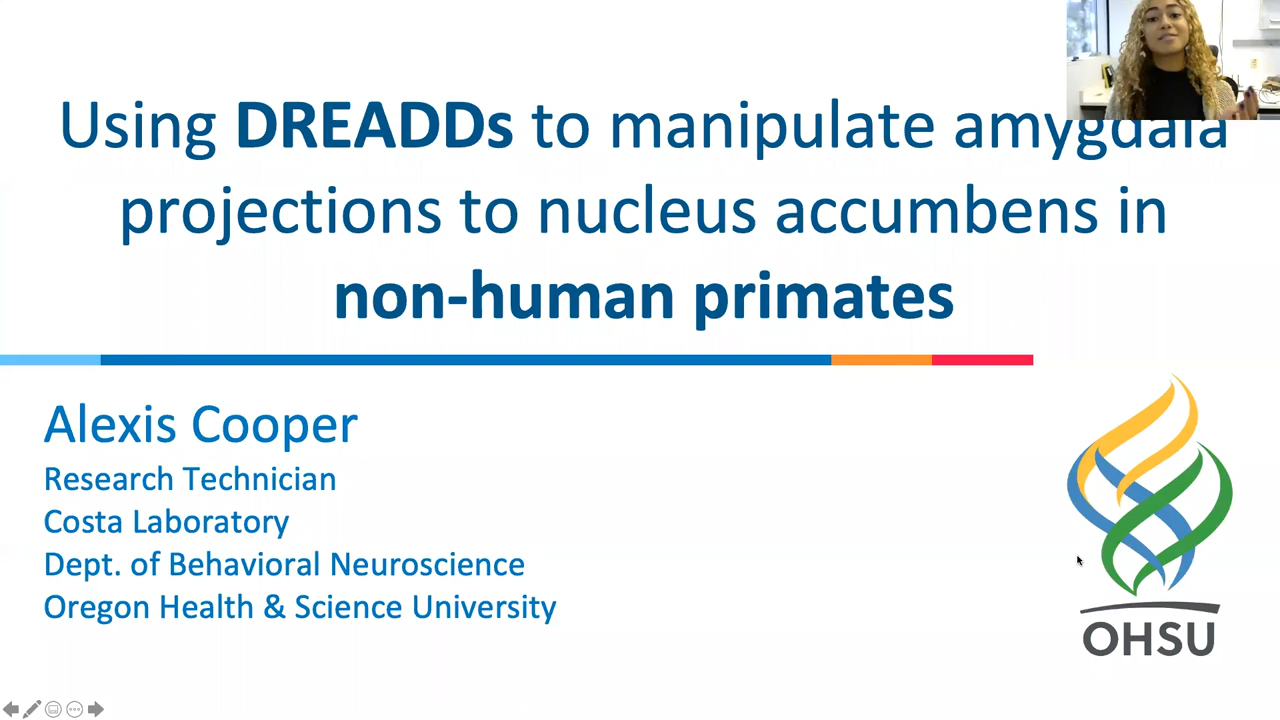 Using DREADDs to manipulate amygdala
projections to nucleus accumbens in
non-human primates
Alexis Cooper
Research Technician
Costa Laboratory
Dept. of Behavioral Neuroscience
Oregon Health & Science University
OHSU